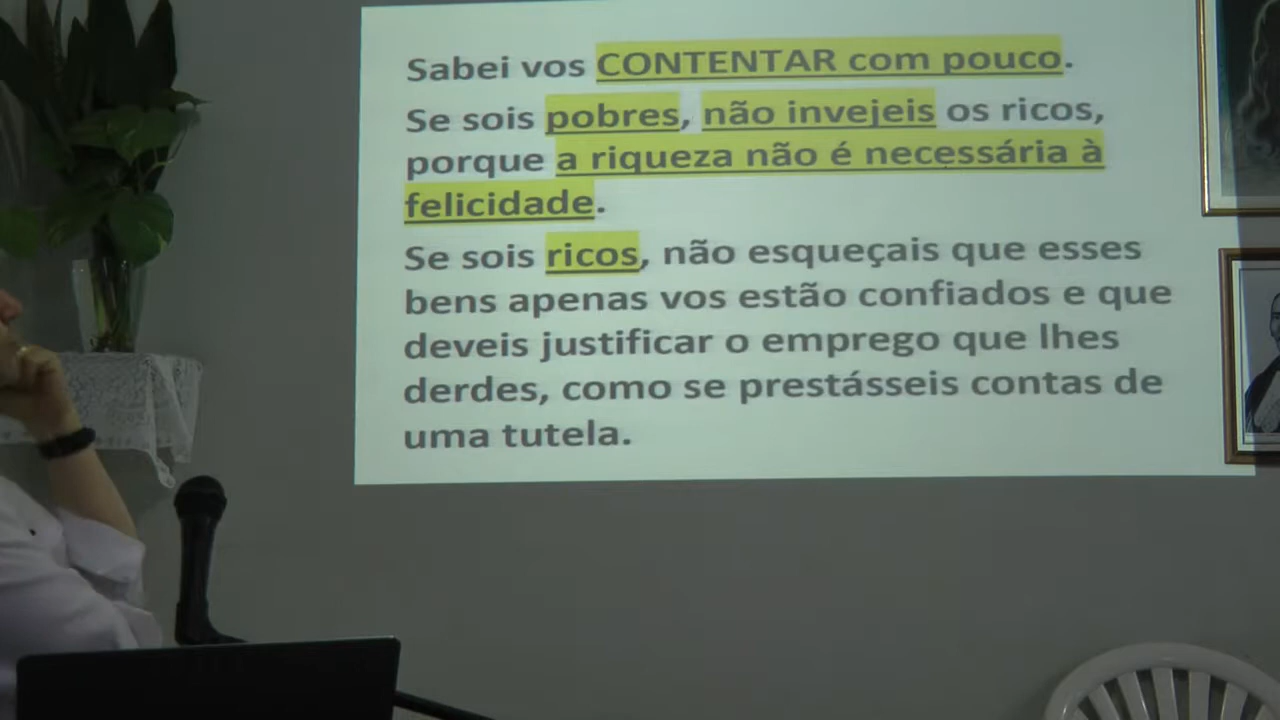 Sabei vos CONTENTAR com pouco.
Se sois pobres, não invejeis os ricos,
porque a riqueza não é necessária à
felicidade.
Se sois ricos, não esqueçais que esses
bens apenas vos estão confiados e que
deveis justificar o emprego que lhes
derdes, como se prestásseis contas de
uma tutela.